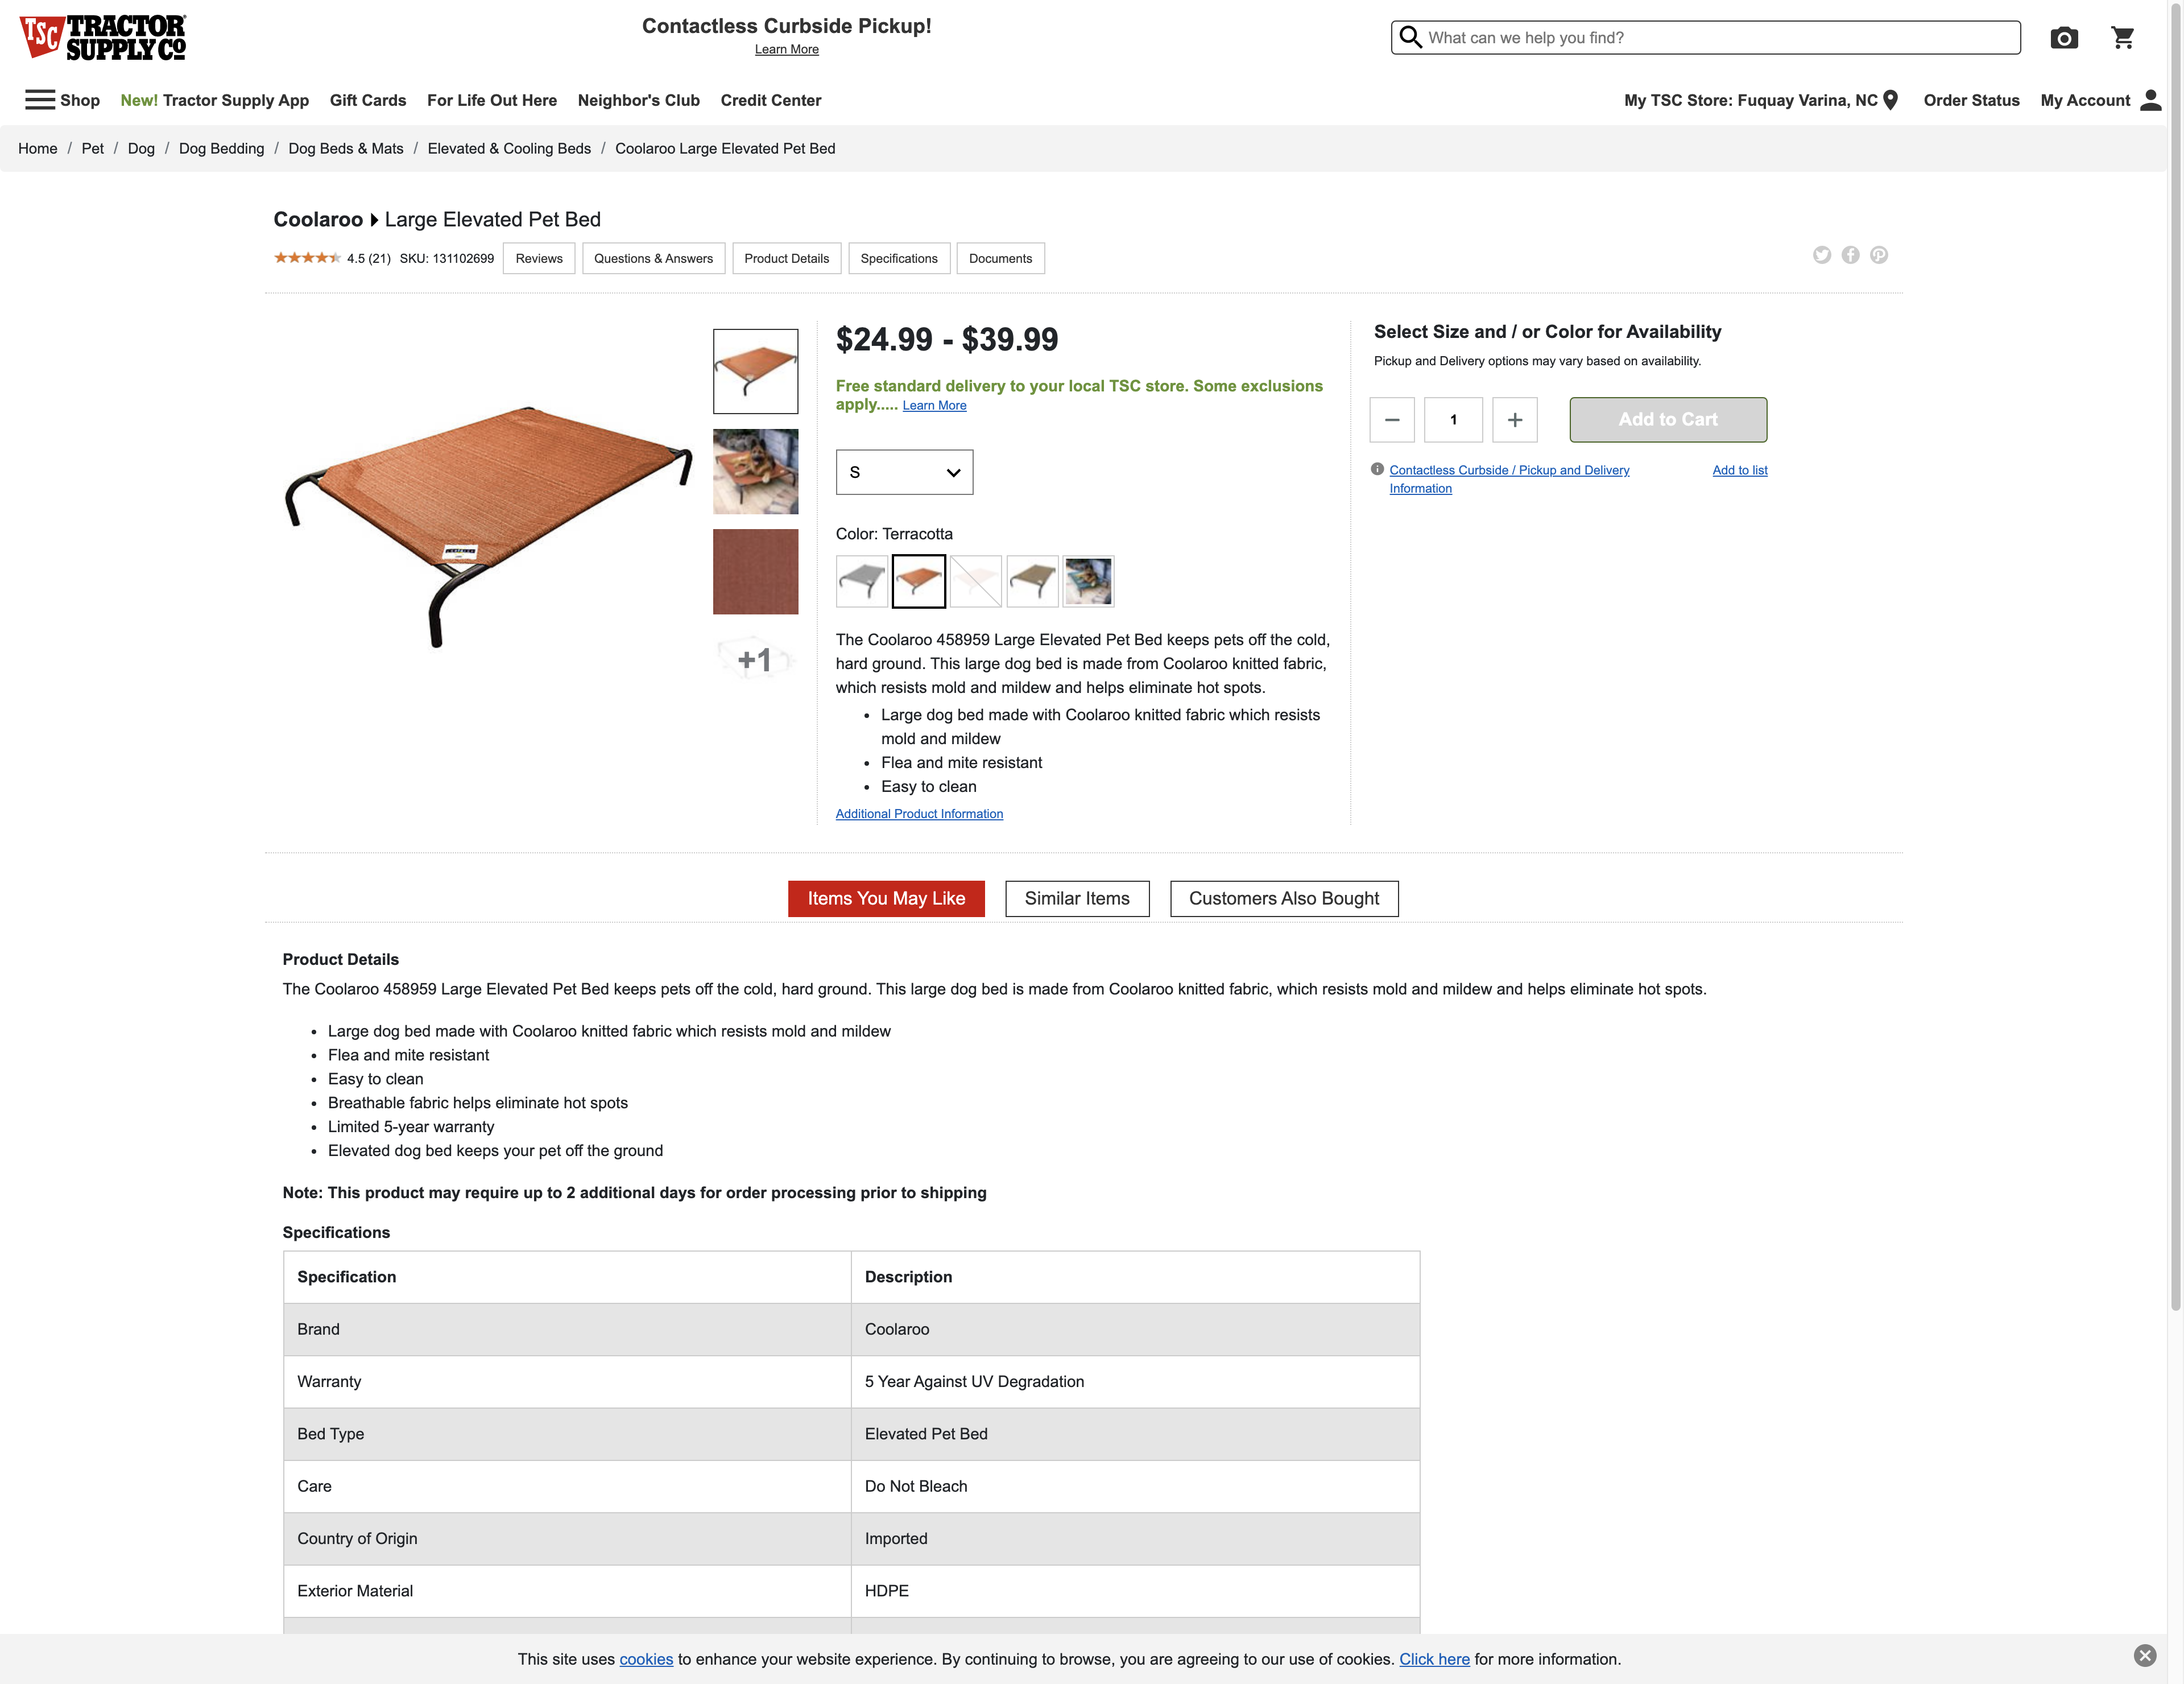 TSC TRACTOR SUPPLY CO
Contactless Curbside Pickup!
Learn More
What can we help you find?
Shop New! Tractor Supply App Gift Cards For Life Out Here Neighbor's Club Credit Center
My TSC Store: Fuquay Varina, NC Order Status My Account
Home / Pet / Dog / Dog Bedding / Dog Beds & Mats / Elevated & Cooling Beds / Coolaroo Large Elevated Pet Bed
Coolaroo Large Elevated Pet Bed
4.5 (21) SKU: 131102699 Reviews Questions & Answers Product Details Specifications Documents
+1
$24.99 - $39.99
Free standard delivery to your local TSC store. Some exclusions
apply..... Learn More
S
Color: Terracotta
The Coolaroo 458959 Large Elevated Pet Bed keeps pets off the cold,
hard ground. This large dog bed is made from Coolaroo knitted fabric,
which resists mold and mildew and helps eliminate hot spots.
• Large dog bed made with Coolaroo knitted fabric which resists
mold and mildew
• Flea and mite resistant
• Easy to clean
Additional Product Information
Select Size and / or Color for Availability
Pickup and Delivery options may vary based on availability.
1
Add to Cart
Contactless Curbside / Pickup and Delivery
Information
Add to list
Items You May Like Similar Items Customers Also Bought
Product Details
The Coolaroo 458959 Large Elevated Pet Bed keeps pets off the cold, hard ground. This large dog bed is made from Coolaroo knitted fabric, which resists mold and mildew and helps eliminate hot spots.
• Large dog bed made with Coolaroo knitted fabric which resists mold and mildew
• Flea and mite resistant
• Easy to clean
• Breathable fabric helps eliminate hot spots
• Limited 5-year warranty
• Elevated dog bed keeps your pet off the ground
Note: This product may require up to 2 additional days for order processing prior to shipping
Specifications
Specification Description
Brand Coolaroo
Warranty 5 Year Against UV Degradation
Bed Type Elevated Pet Bed
Care Do Not Bleach
Country of Origin Imported
Exterior Material HDPE
This site uses cookies to enhance your website experience. By continuing to browse, you are agreeing to our use of cookies. Click here for more information.